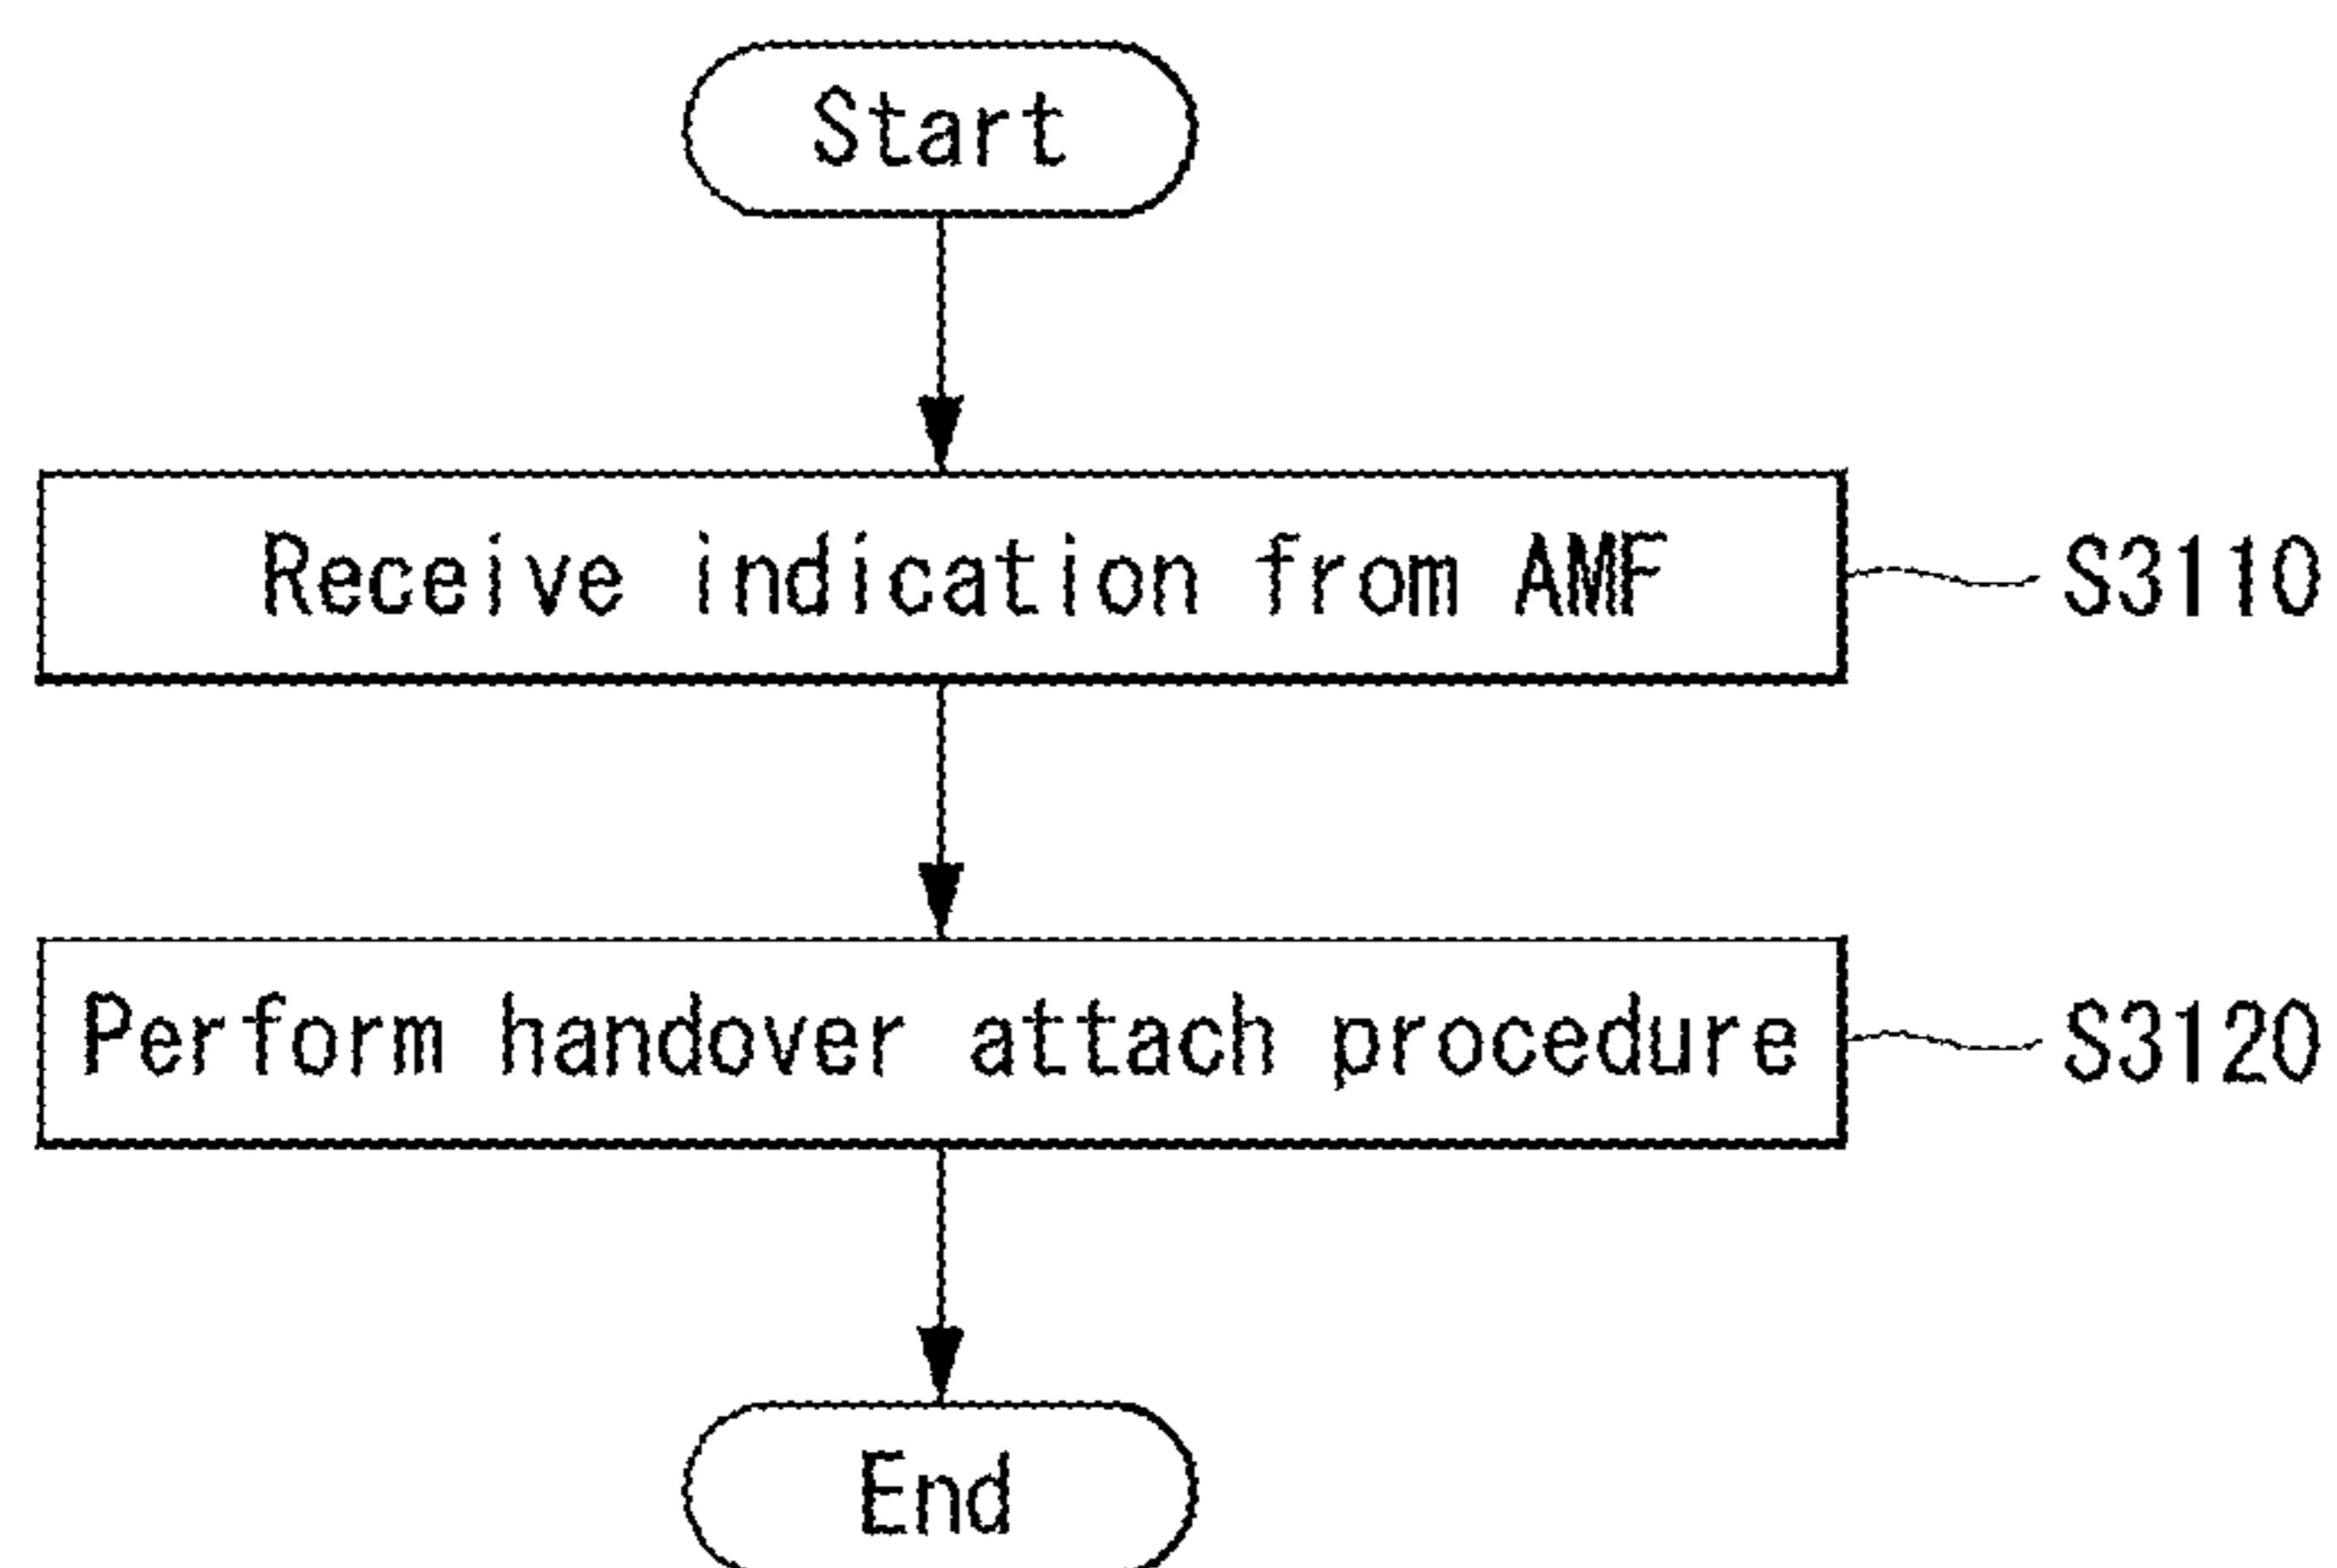 Start
Receive indication from AMF
S3110
Perform handover attach procedure
S3120
End